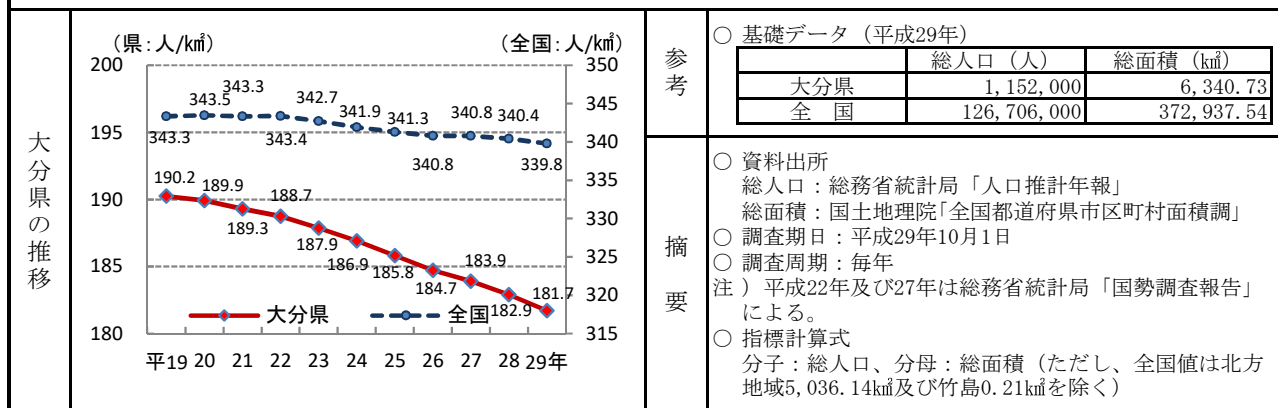 大分県の推移
（県：人/㎢）
（全国：人/㎢）
200
195
190
185
180
350
345
340
335
330
325
320
315
343.3
343.5
343.3
343.4
342.7
341.9
341.3
340.8
340.8
340.4
339.8
190.2
189.9
189.3
188.7
187.9
186.9
185.8
184.7
183.9
182.9
181.7
大分県
全国
平19 20 21 22 23 24 25 26 27 28 29年
参考
○ 基礎データ（平成29年）
総人口（人） 総面積（㎢）
大分県 1,152,000 6,340.73
全　国 126,706,000 372,937.54
摘要
○ 資料出所
総人口：総務省統計局「人口推計年報」
総面積：国土地理院「全国都道府県市区町村面積調」
○ 調査期日：平成29年10月1日
○ 調査周期：毎年
注）平成22年及び27年は総務省統計局「国勢調査報告」
による。
○ 指標計算式
分子：総人口、分母：総面積（ただし、全国値は北方
地域5,036.14㎢及び竹島0.21㎢を除く）